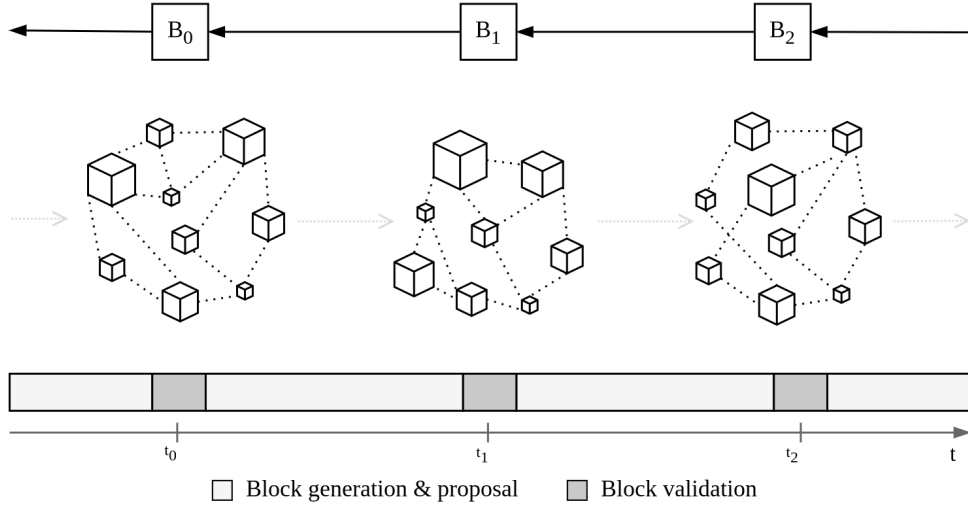 B0 B1 B2
t0 t1 t2 t
Block generation & proposal Block validation